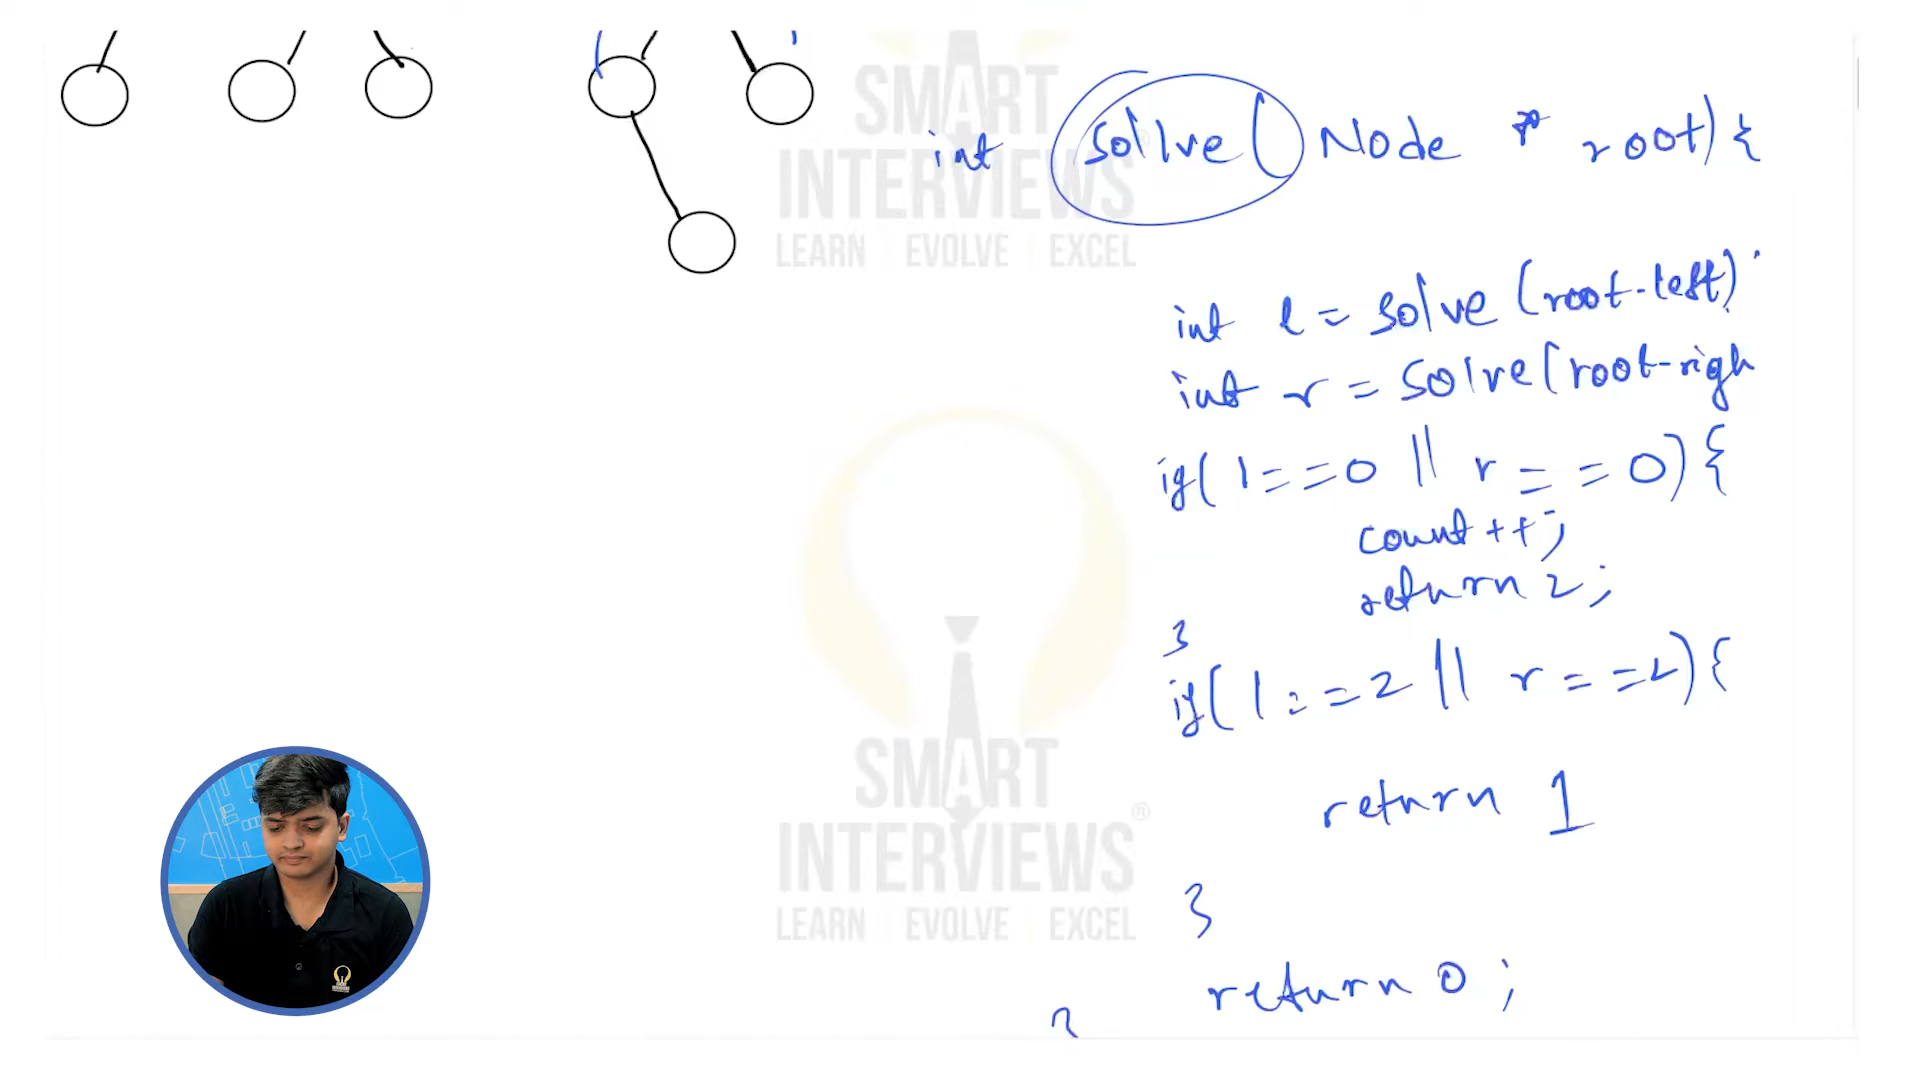 SMART
INTERVIEWS®
LEARN EVOLVE EXCEL
int solve( Node * root) {
int l = solve (root-left)
int r = solve(root-righ
if( l == 0 || r == 0) {
count ++;
return 2;
}
if( l == 2 || r == 2) {
return 1
}
return 0;
}
SMART
INTERVIEWS®
LEARN EVOLVE EXCEL